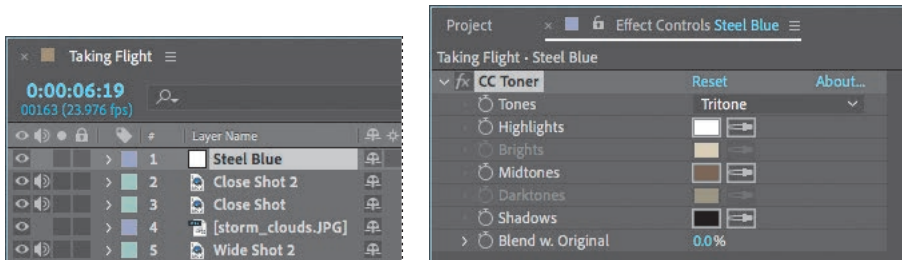 Taking Flight
0:00:06:19
00163 (23.976 fps)
# Layer Name
1 Steel Blue
2 Close Shot 2
3 Close Shot
4 [storm_clouds.JPG]
5 Wide Shot 2
Project Effect Controls Steel Blue
Taking Flight • Steel Blue
fx CC Toner Reset About...
Tones Tritone
Highlights
Brights
Midtones
Darktones
Shadows
Blend w. Original 0.0%